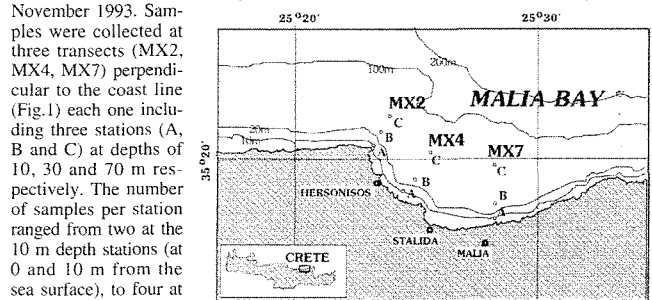 November 1993. Sam-
ples were collected at
three transects (MX2,
MX4, MX7) perpendi-
cular to the coast line
(Fig.1) each one inclu-
ding three stations (A,
B and C) at depths of
10, 30 and 70 m res-
pectively. The number
of samples per station
ranged from two at the
10 m depth stations (at
0 and 10 m from the
sea surface), to four at
25°20'
25°30'
35°20'
100m
200m
20m
10m
MALIA BAY
MX2
C
B
A
MX4
C
B
A
MX7
C
B
A
HERSONISOS
STALIDA
MALIA
CRETE